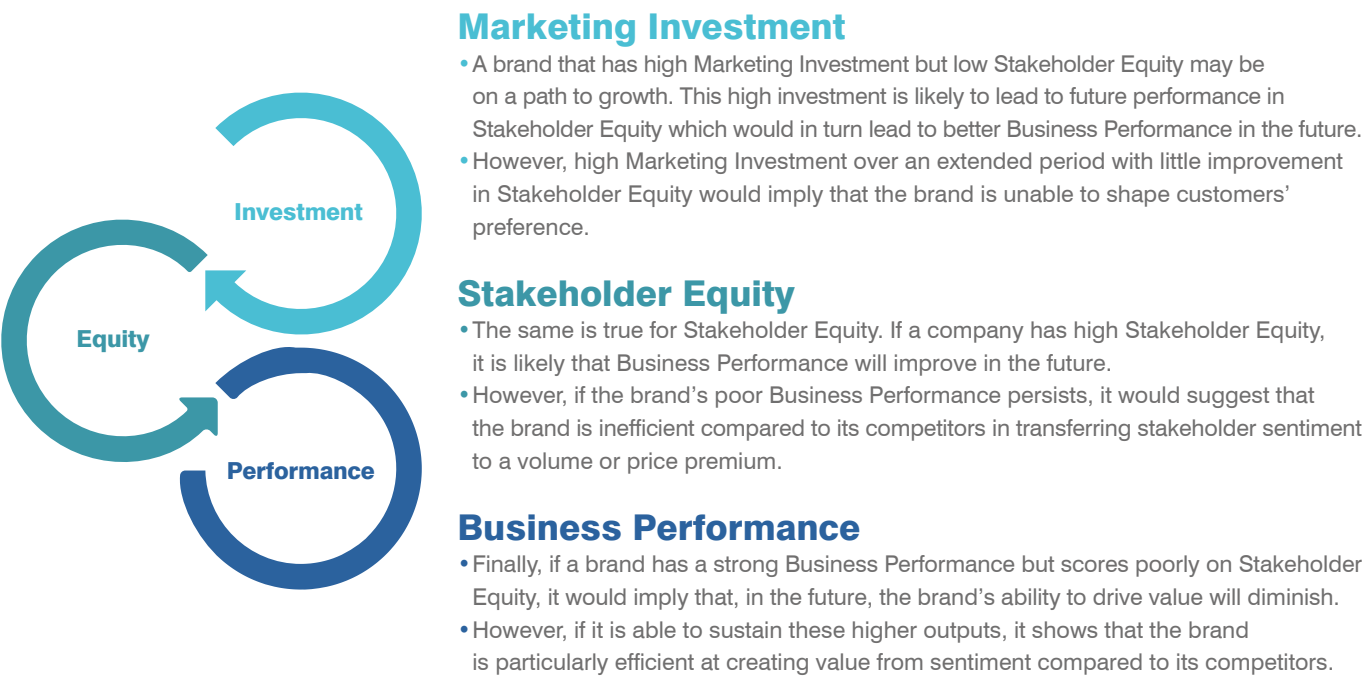 Marketing Investment
•A brand that has high Marketing Investment but low Stakeholder Equity may be
on a path to growth. This high investment is likely to lead to future performance in
Stakeholder Equity which would in turn lead to better Business Performance in the future.
•However, high Marketing Investment over an extended period with little improvement
in Stakeholder Equity would imply that the brand is unable to shape customers’
preference.
Investment
Stakeholder Equity
•The same is true for Stakeholder Equity. If a company has high Stakeholder Equity,
it is likely that Business Performance will improve in the future.
•However, if the brand’s poor Business Performance persists, it would suggest that
the brand is inefficient compared to its competitors in transferring stakeholder sentiment
to a volume or price premium.
Equity
Performance
Business Performance
•Finally, if a brand has a strong Business Performance but scores poorly on Stakeholder
Equity, it would imply that, in the future, the brand’s ability to drive value will diminish.
•However, if it is able to sustain these higher outputs, it shows that the brand
is particularly efficient at creating value from sentiment compared to its competitors.